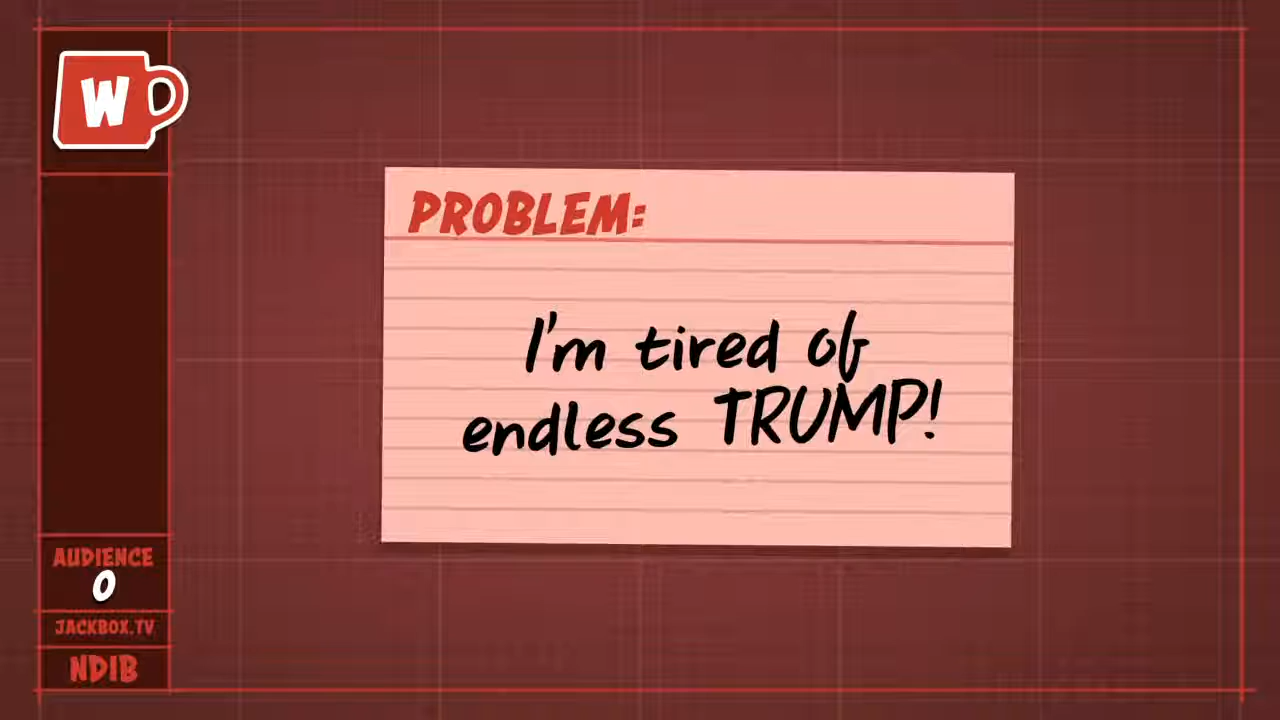 W
PROBLEM:
I'm tired of
endless TRUMP!
AUDIENCE
0
JACKBOX.TV
NDIB